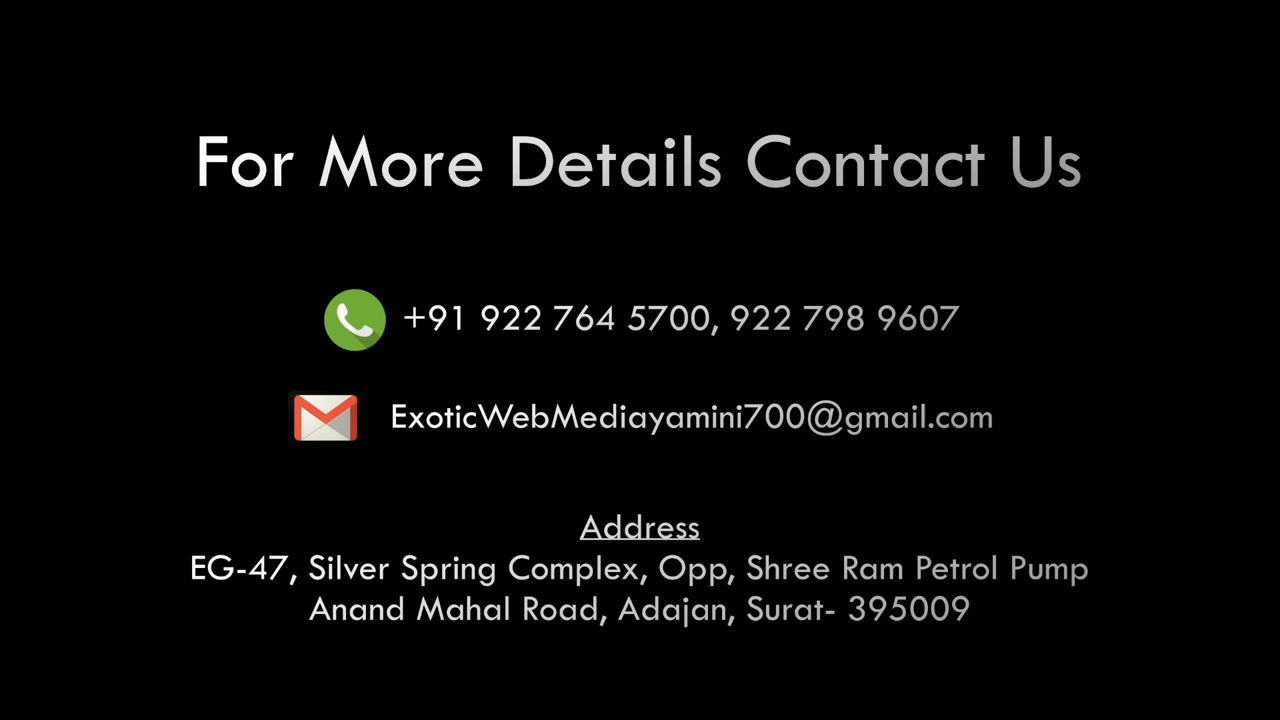 For More Details Contact Us
+91 922 764 5700, 922 798 9607
ExoticWebMediayamini700@gmail.com
Address
EG-47, Silver Spring Complex, Opp, Shree Ram Petrol Pump
Anand Mahal Road, Adajan, Surat- 395009